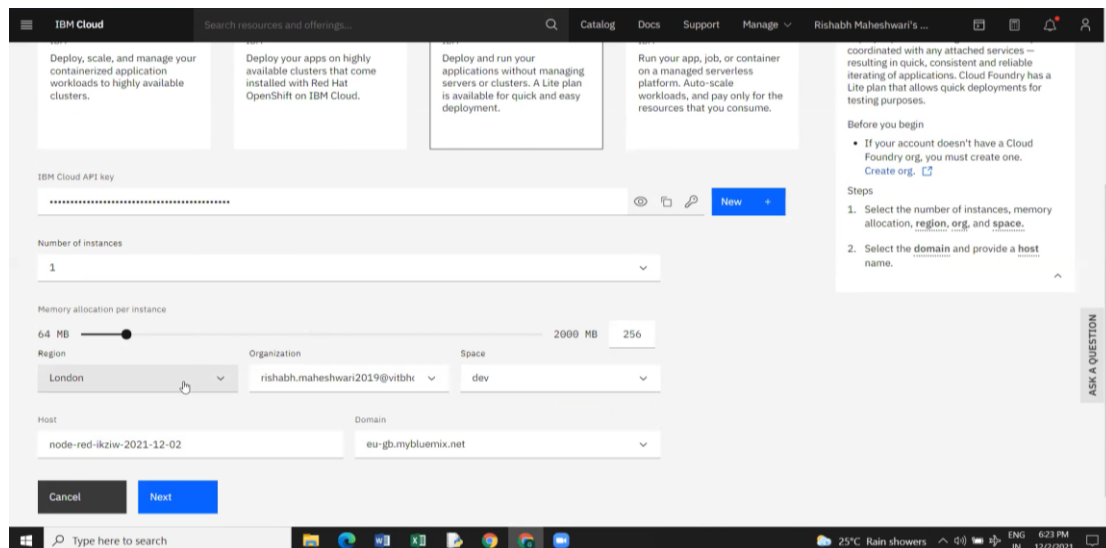 IBM Cloud
Search resources and offerings...
Catalog
Docs
Support
Manage
Rishabh Maheshwari's ...
Deploy, scale, and manage your
containerized application
workloads to highly available
clusters.
Deploy your apps on highly
available clusters that come
installed with Red Hat
OpenShift on IBM Cloud.
Deploy and run your
applications without managing
servers or clusters. A Lite plan
is available for quick and easy
deployment.
Run your app, job, or container
on a managed serverless
platform. Auto-scale
workloads, and pay only for the
resources that you consume.
coordinated with any attached services —
resulting in quick, consistent and reliable
iterating of applications. Cloud Foundry has a
Lite plan that allows quick deployments for
testing purposes.
Before you begin
• If your account doesn't have a Cloud
Foundry org, you must create one.
Create org.
Steps
1. Select the number of instances, memory
allocation, region, org, and space.
2. Select the domain and provide a host
name.
IBM Cloud API key
New +
Number of instances
1
Memory allocation per instance
64 MB
2000 MB
256
Region
Organization
Space
London
rishabh.maheshwari2019@vitbh
dev
Host
Domain
node-red-ikziw-2021-12-02
eu-gb.mybluemix.net
Cancel
Next
ASK A QUESTION
Type here to search
25°C Rain showers
ENG
IN
6:23 PM
12/2/2021